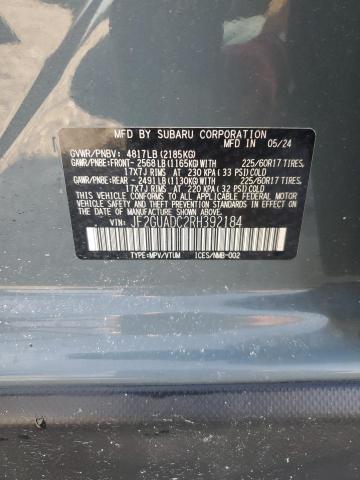 MFD BY SUBARU CORPORATION
MFD IN 05/24
GVWR/PNBV: 4817LB(2185KG)
GAWR/PNBE:FRONT- 2568LB(1165KG)WITH 225/60R17 TIRES,
17X7J RIMS AT 230 KPA( 33 PSI)COLD
GAWR/PNBE:REAR - 2491LB(1130KG)WITH 225/60R17 TIRES,
17X7J RIMS AT 220 KPA( 32 PSI)COLD
THIS VEHICLE CONFORMS TO ALL APPLICABLE FEDERAL MOTOR
VEHICLE SAFETY, BUMPER, AND THEFT PREVENTION STANDARDS
IN EFFECT ON THE DATE OF MANUFACTURE SHOWN ABOVE.
VIN: JF2GUADC2RH392184
TYPE:MPV/VTUM ICES/NMB-002